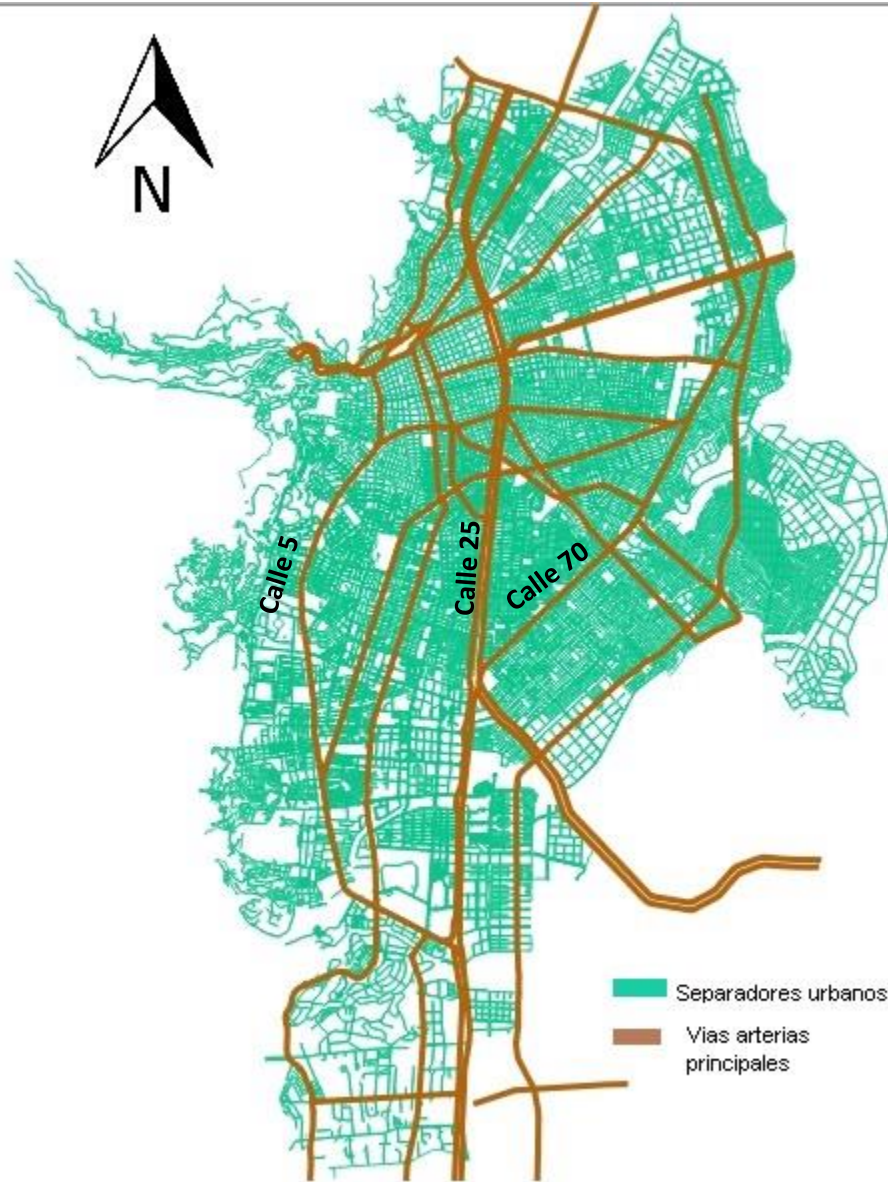 N
Calle 5
Calle 25
Calle 70
Separadores urbanos
Vias arterias
principales